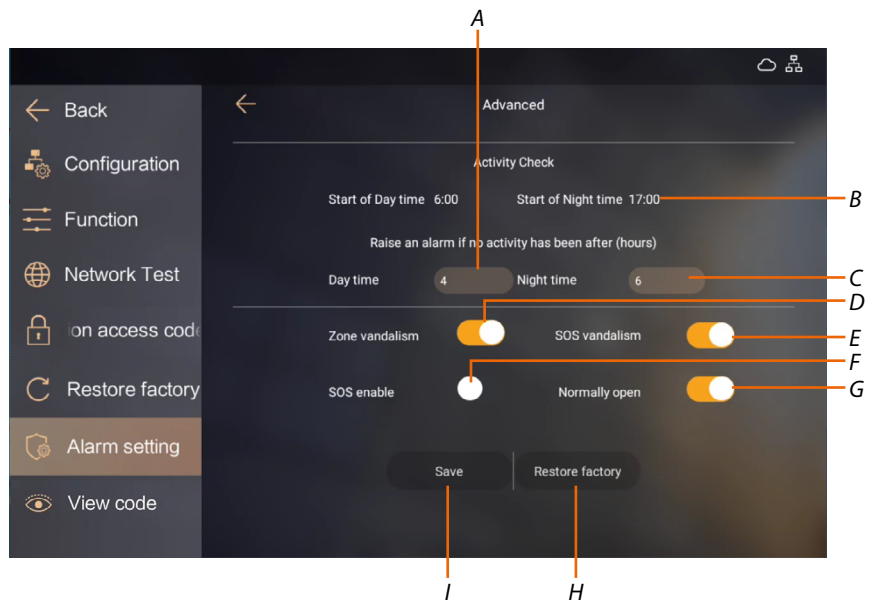 A
Back
Advanced
Configuration
Activity Check
Start of Day time 6:00 Start of Night time 17:00 B
Function
Raise an alarm if no activity has been after (hours)
Network Test
Day time 4 Night time 6 C
D
ion access code
Zone vandalism SOS vandalism E
F
Restore factory
SOS enable Normally open G
Alarm setting
Save Restore factory
View code
I H